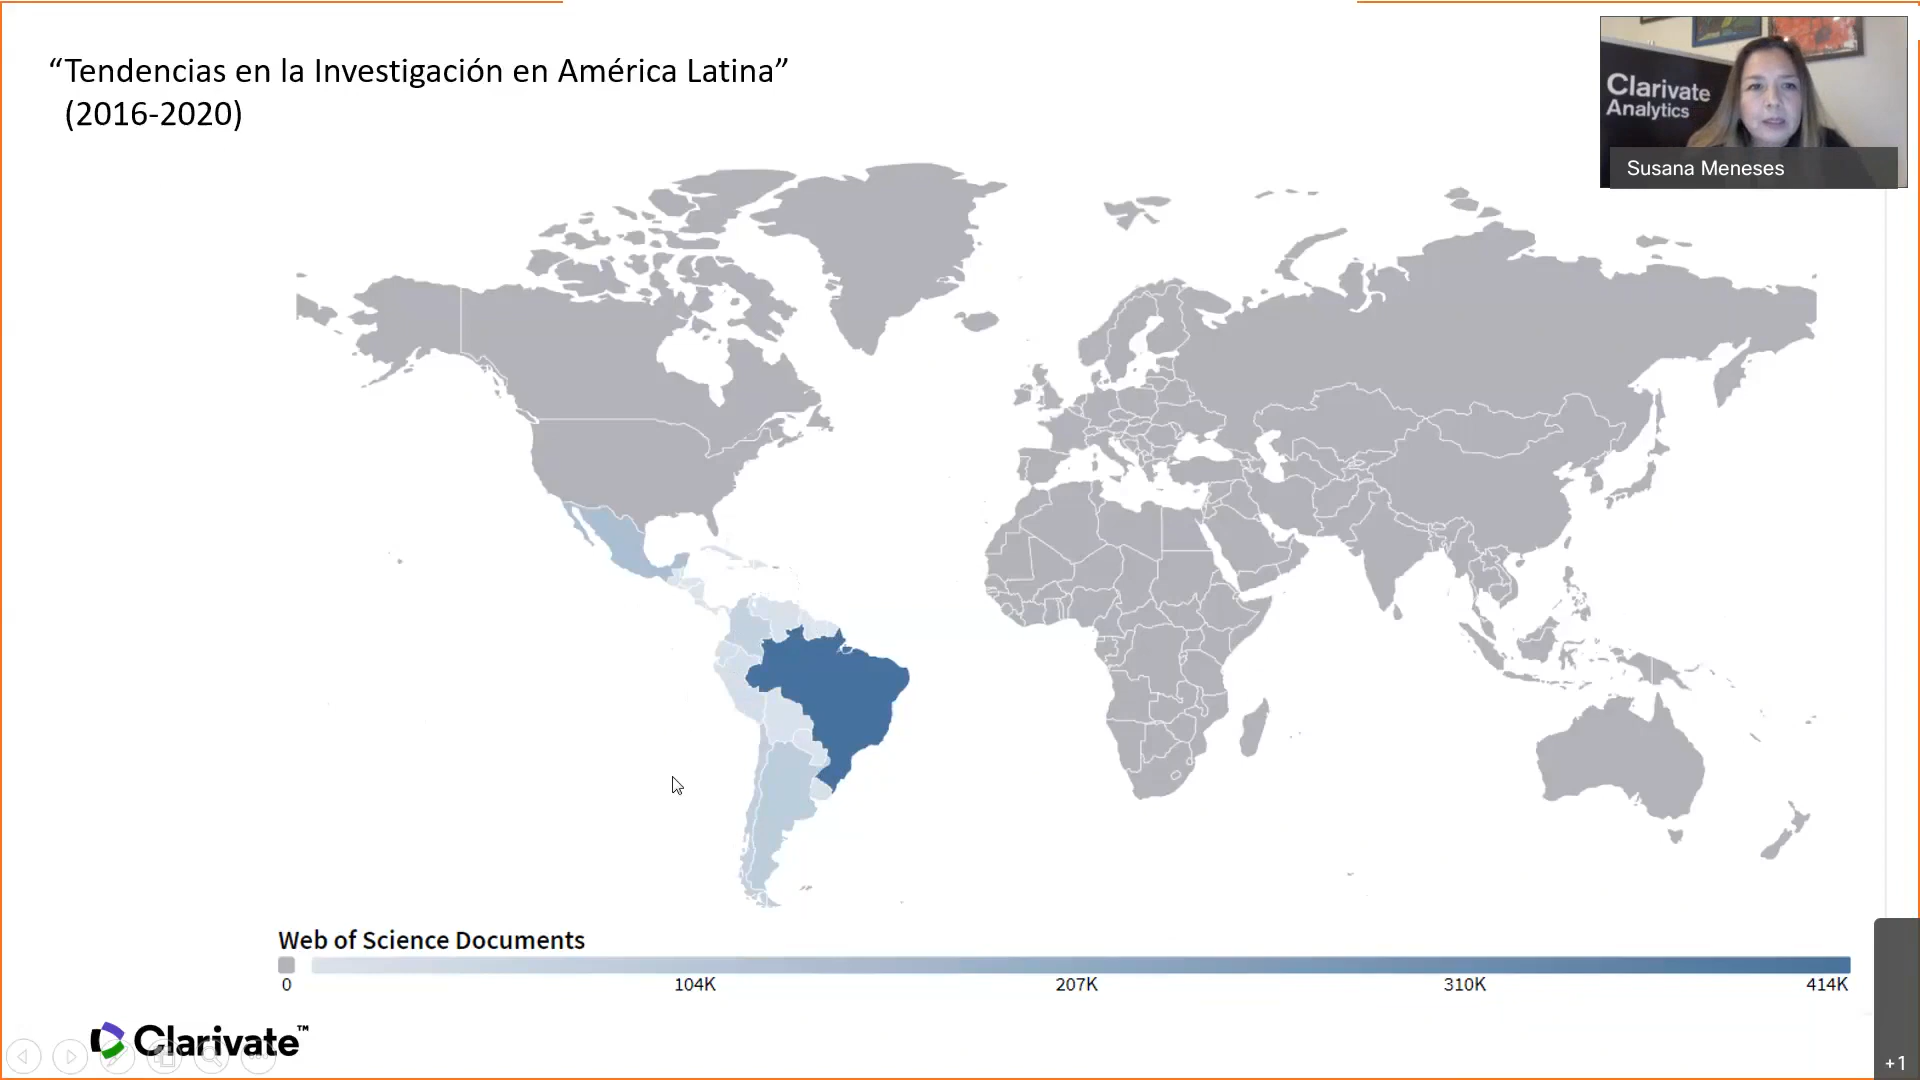 “Tendencias en la Investigación en América Latina”
(2016-2020)
Clarivate
Analytics
Susana Meneses
Web of Science Documents
0 104K 207K 310K 414K
Clarivate™
+1